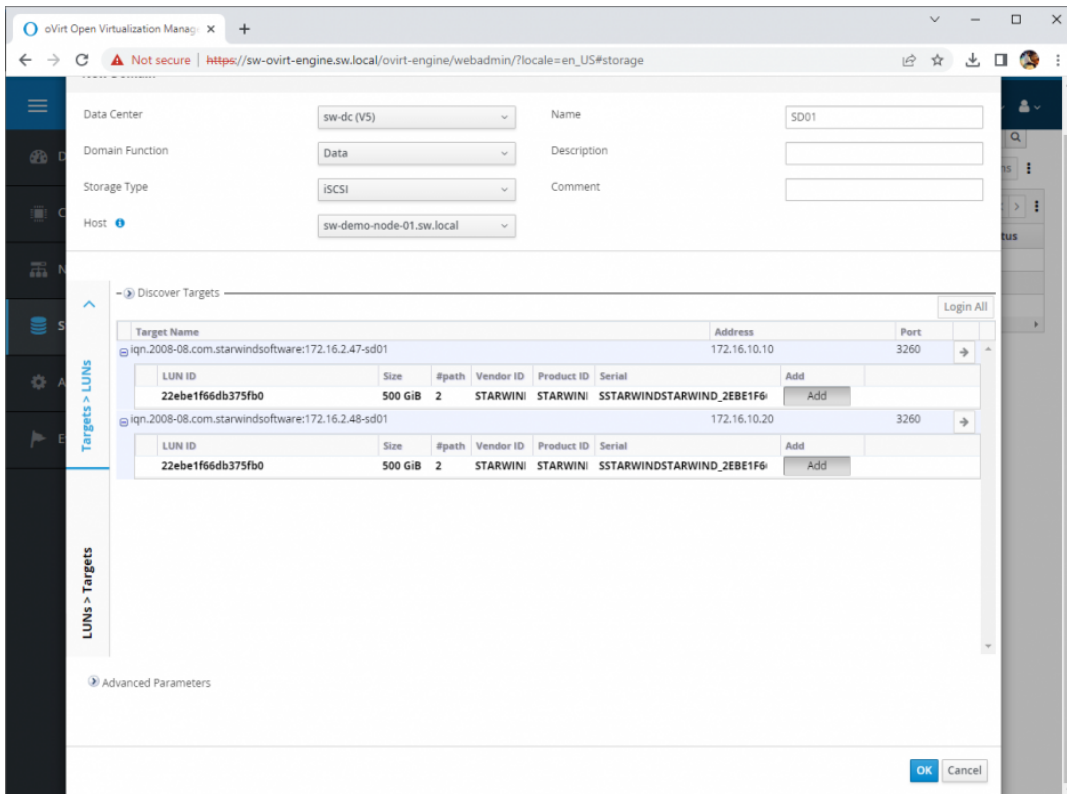 oVirt Open Virtualization Manag
Not secure https://sw-ovirt-engine.sw.local/ovirt-engine/webadmin/?locale=en_US#storage
Data Center sw-dc (V5) Name SD01
Domain Function Data Description
Storage Type iSCSI Comment
Host sw-demo-node-01.sw.local
tus
Discover Targets
Login All
Target Name Address Port
iqn.2008-08.com.starwindsoftware:172.16.2.47-sd01 172.16.10.10 3260
LUN ID Size #path Vendor ID Product ID Serial Add
22ebe1f66db375fb0 500 GiB 2 STARWIN STARWIN SSTARWINDSTARWIND_2EBE1F6 Add
iqn.2008-08.com.starwindsoftware:172.16.2.48-sd01 172.16.10.20 3260
LUN ID Size #path Vendor ID Product ID Serial Add
22ebe1f66db375fb0 500 GiB 2 STARWIN STARWIN SSTARWINDSTARWIND_2EBE1F6 Add
Targets > LUNs
LUNs > Targets
Advanced Parameters
OK Cancel